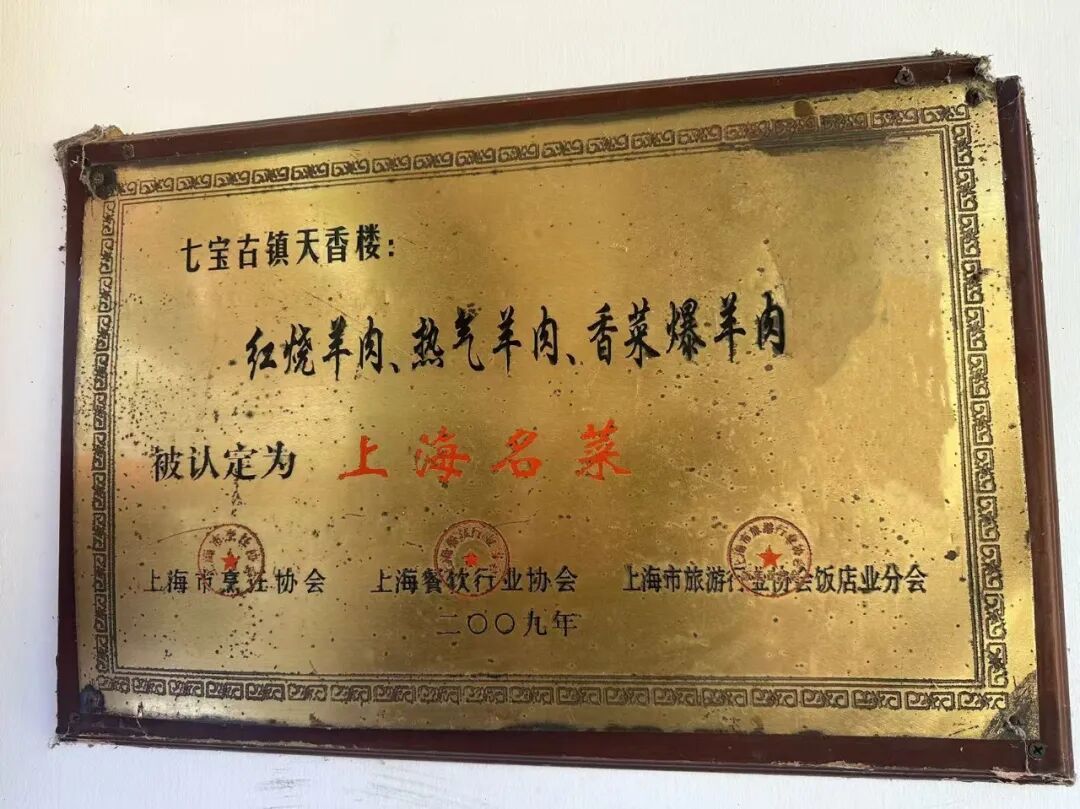 七宝古镇天香楼：
红烧羊肉、热气羊肉、香菜爆羊肉
被认定为 上海名菜
上海市烹饪协会 上海餐饮行业协会 上海市旅游行业协会饭店业分会
二〇〇九年